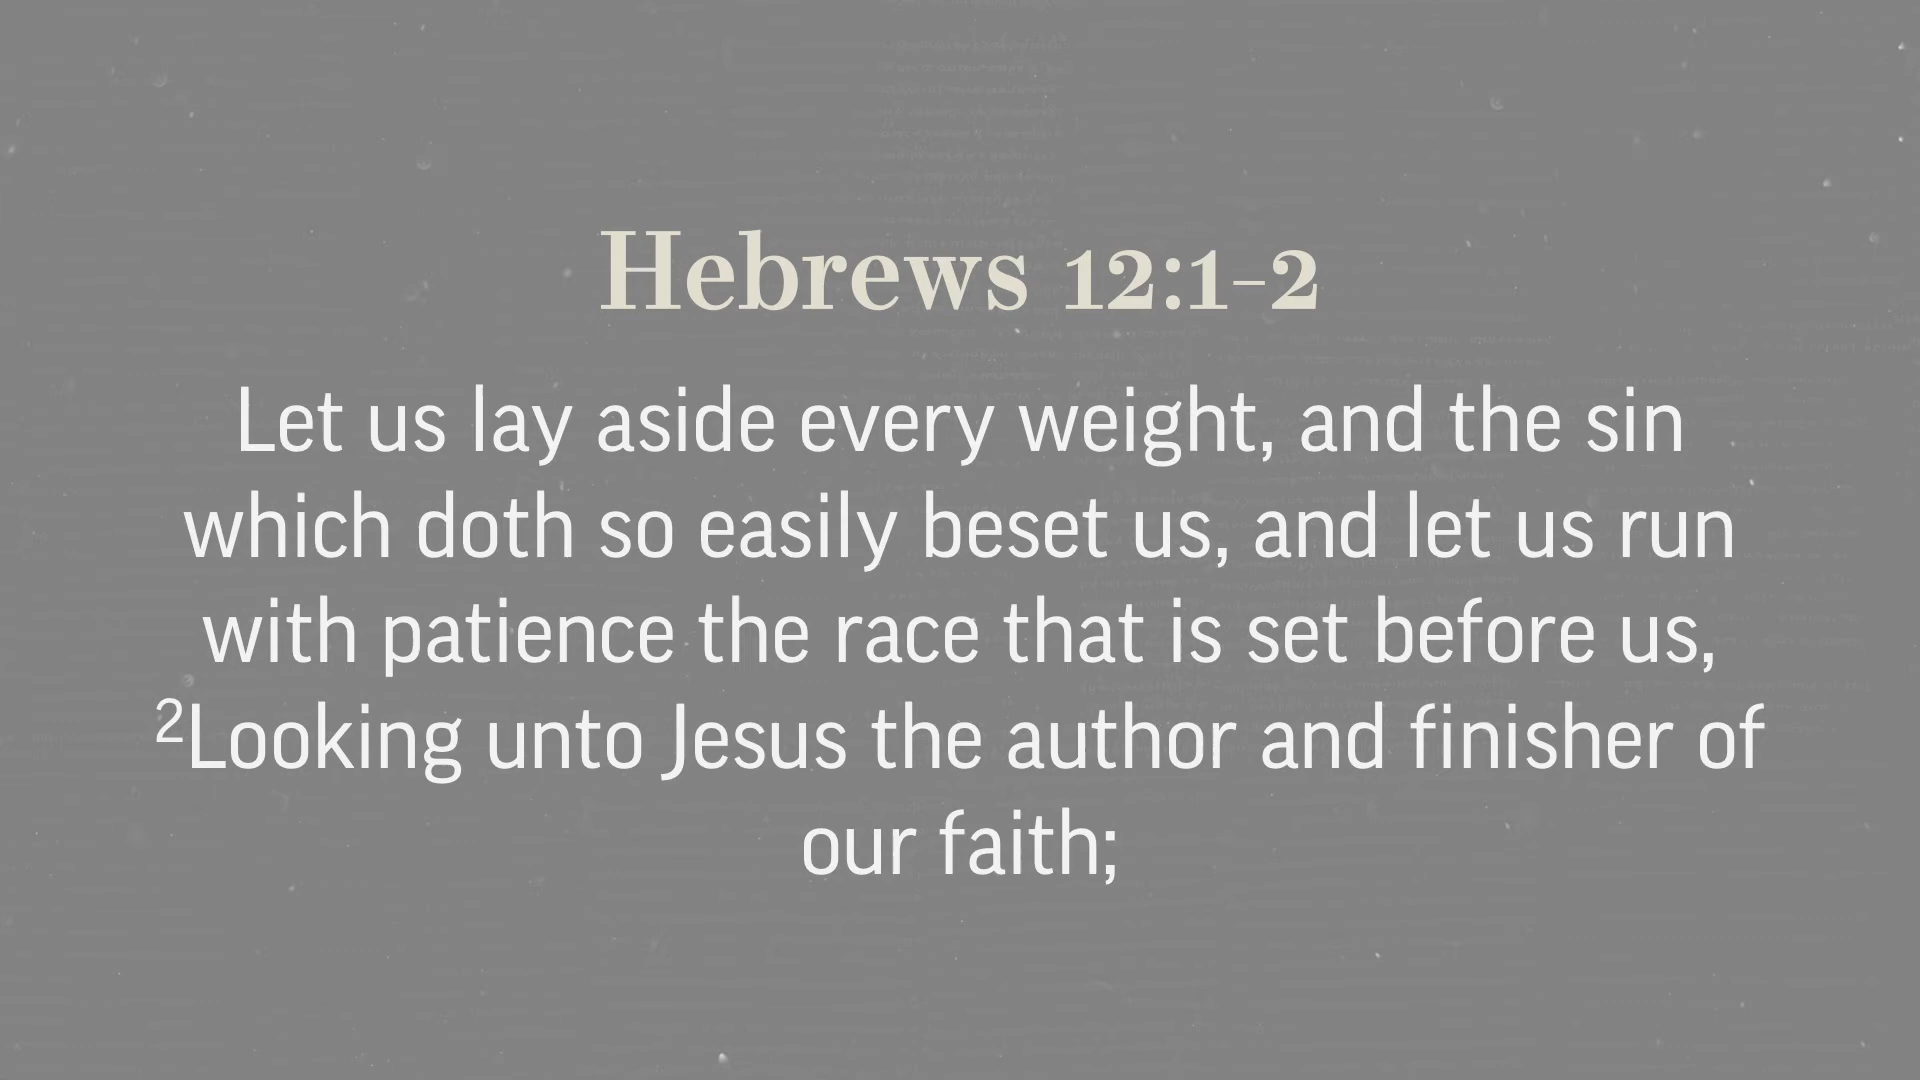 Hebrews 12:1–2
Let us lay aside every weight, and the sin
which doth so easily beset us, and let us run
with patience the race that is set before us,
²Looking unto Jesus the author and finisher of
our faith;